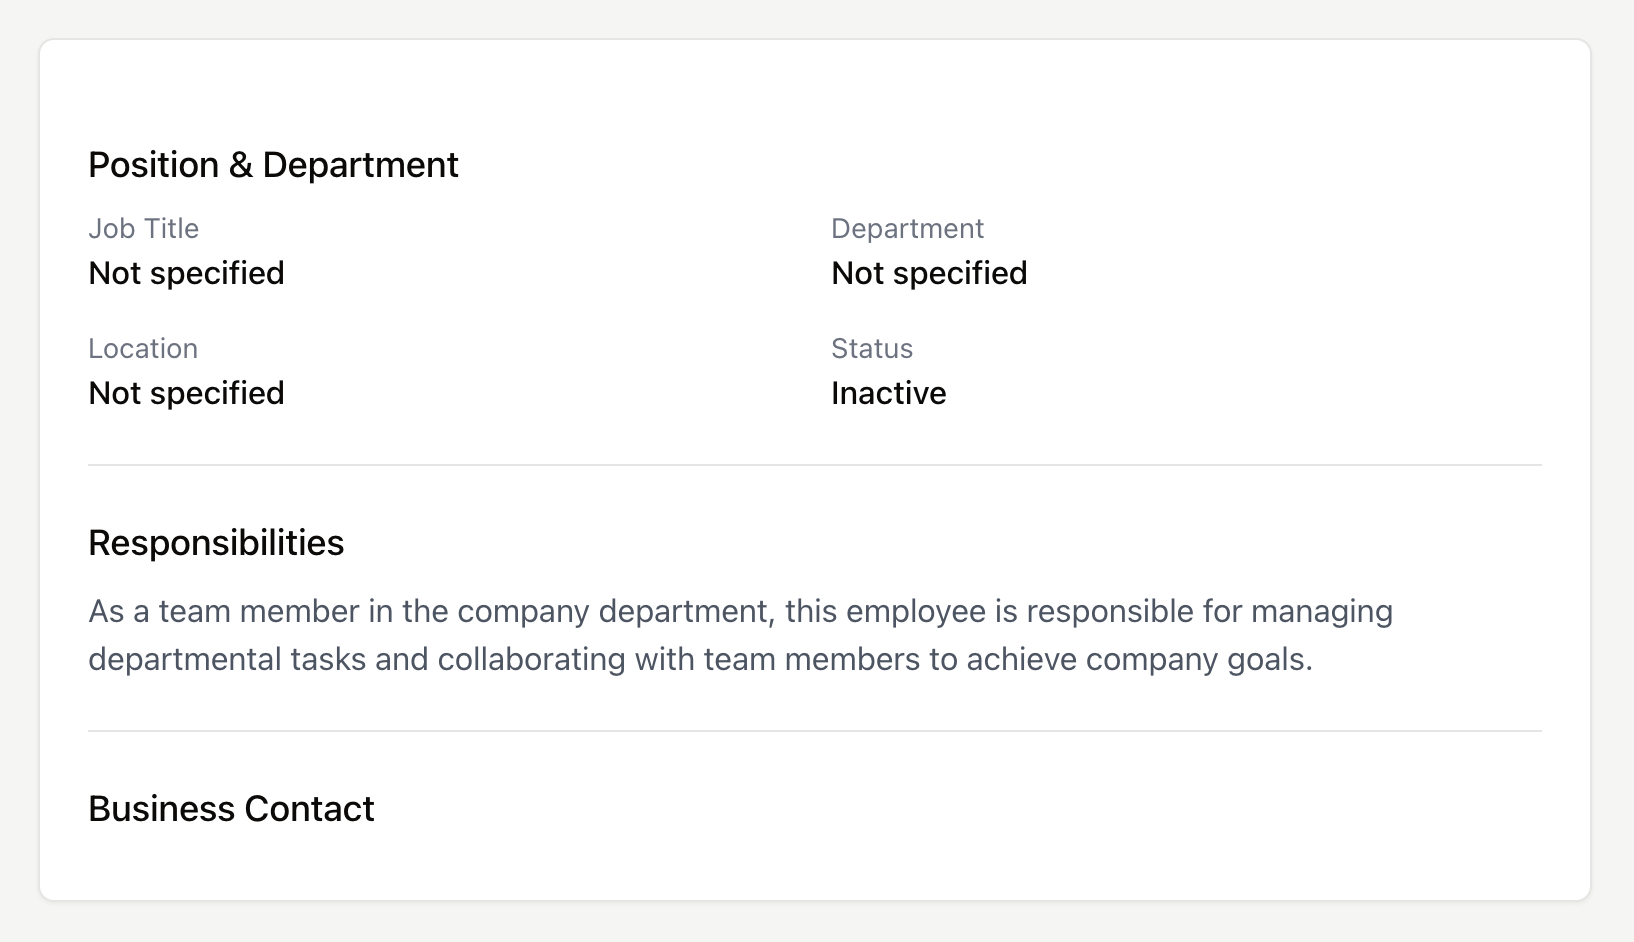 Position & Department
Job Title
Department
Not specified
Not specified
Location
Status
Not specified
Inactive
Responsibilities
As a team member in the company department, this employee is responsible for managing
departmental tasks and collaborating with team members to achieve company goals.
Business Contact